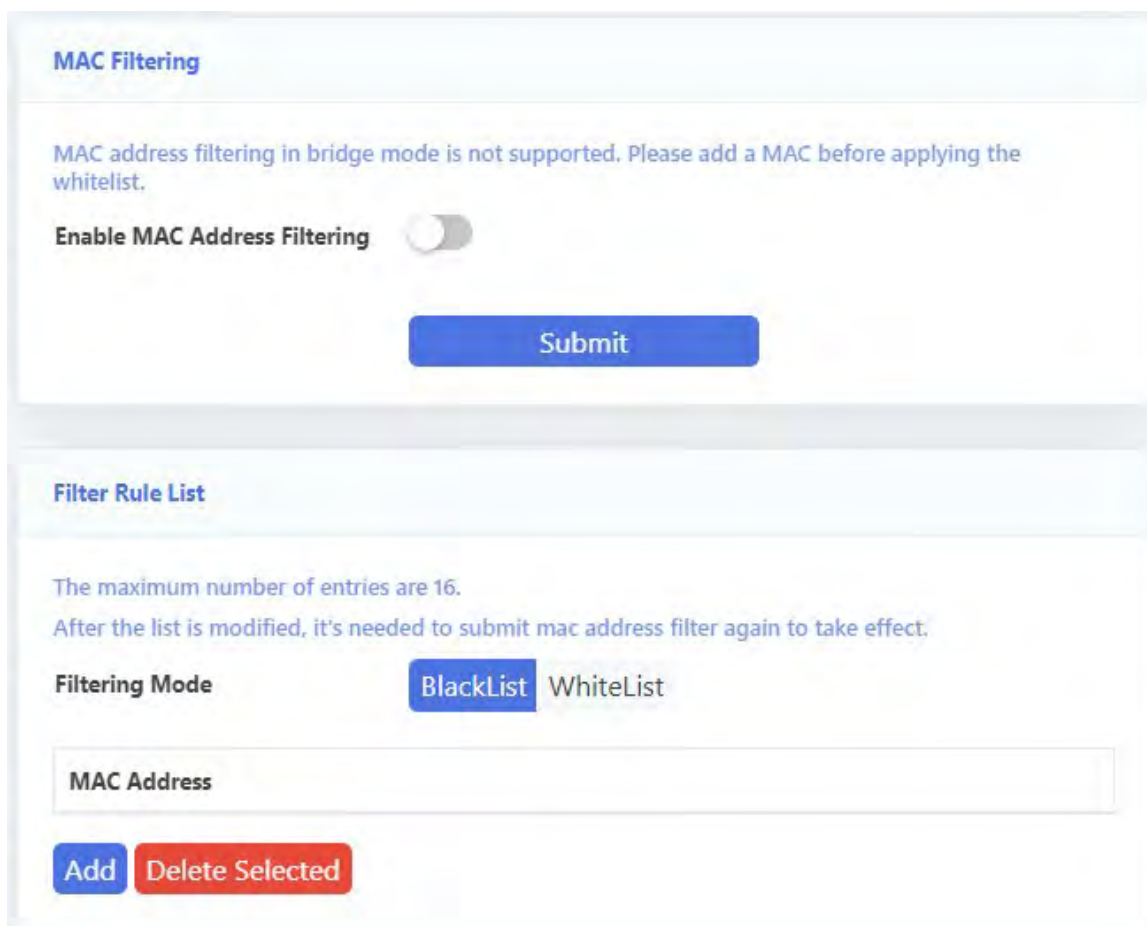 MAC Filtering
MAC address filtering in bridge mode is not supported. Please add a MAC before applying the
whitelist.
Enable MAC Address Filtering
Submit
Filter Rule List
The maximum number of entries are 16.
After the list is modified, it's needed to submit mac address filter again to take effect.
Filtering Mode BlackList WhiteList
MAC Address
Add Delete Selected